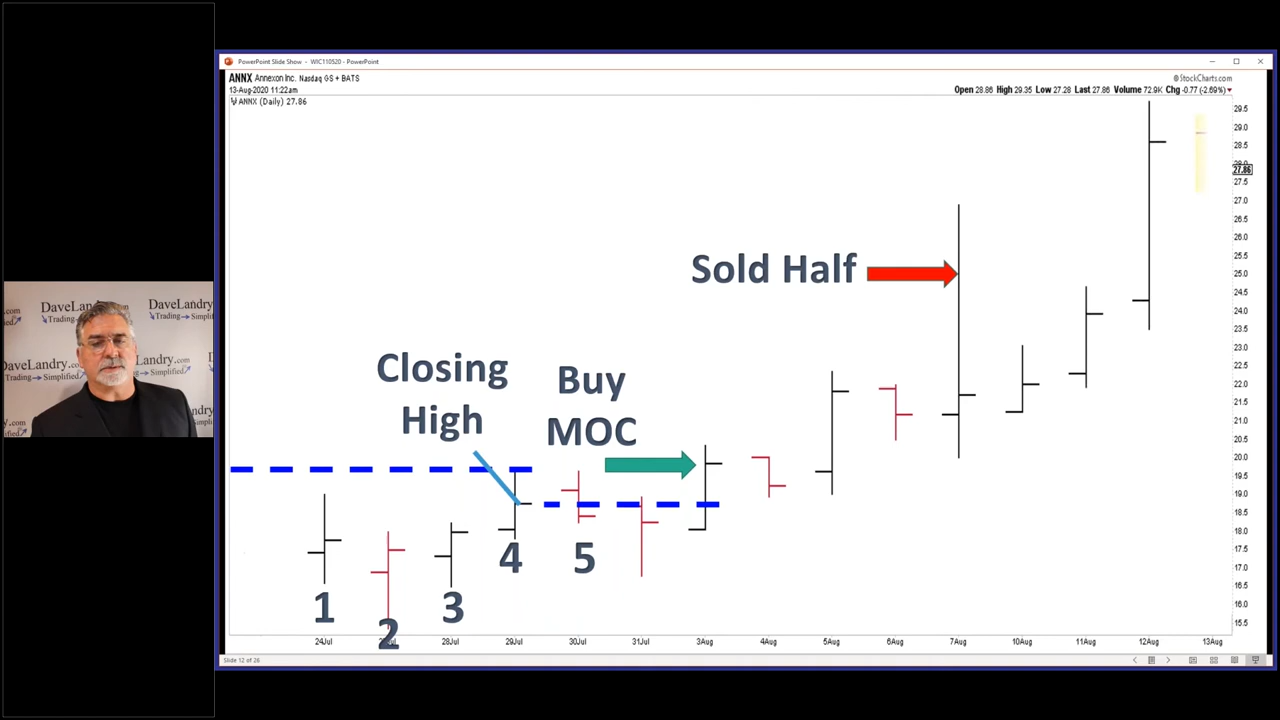 PowerPoint Slide Show - WIC110520 - PowerPoint
ANNX Annexon Inc. Nasdaq GS + BATS
© StockCharts.com
13-Aug-2020 11:22am
Open 28.86 High 29.35 Low 27.28 Last 27.86 Volume 72.9K Chg -0.77 (-2.69%)
ANNX (Daily) 27.86
29.5
29.0
28.5
28.0
27.86
27.5
27.0
26.5
26.0
25.5
25.0
24.5
24.0
23.5
23.0
22.5
22.0
21.5
21.0
20.5
20.0
19.5
19.0
18.5
18.0
17.5
17.0
16.5
16.0
15.5
Sold Half
Closing
High
Buy
MOC
1
2
3
4
5
24Jul
28Jul
29Jul
30Jul
31Jul
3Aug
4Aug
5Aug
6Aug
7Aug
10Aug
11Aug
12Aug
13Aug
Slide 12 of 26
DaveLandry.com
Trading Simplified